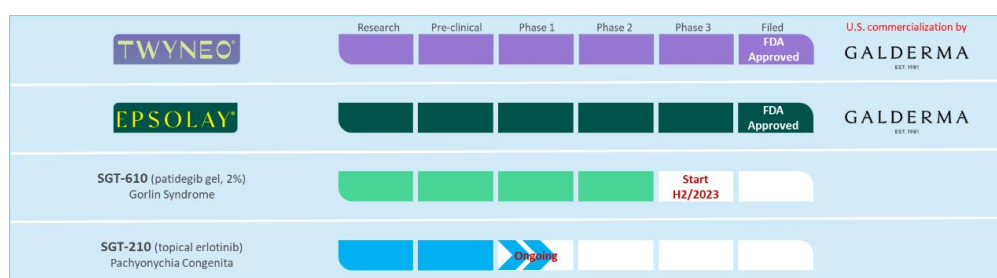 Research Pre-clinical Phase 1 Phase 2 Phase 3 Filed U.S. commercialization by
TWYNEO®
FDA
Approved
GALDERMA
EST. 1981
EPSOLAY®
FDA
Approved
GALDERMA
EST. 1981
SGT-610 (patidegib gel, 2%)
Gorlin Syndrome
Start
H2/2023
SGT-210 (topical erlotinib)
Pachyonychia Congenita
Ongoing